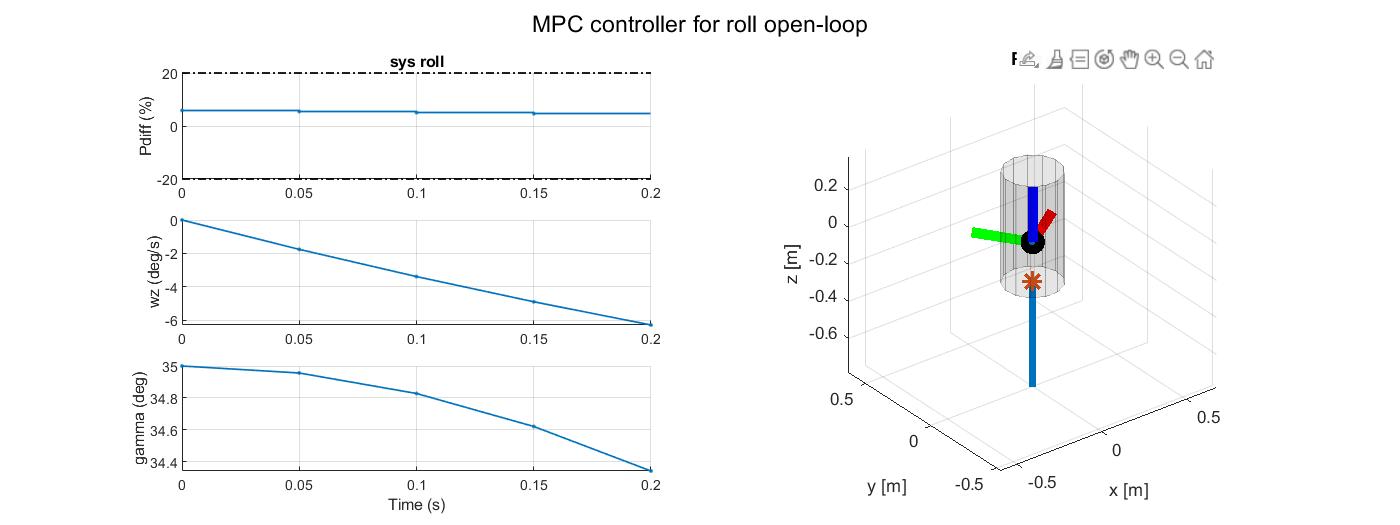 MPC controller for roll open-loop
sys roll
20
0
-20
Pdiff (%)
0 0.05 0.1 0.15 0.2
0
-2
-4
-6
wz (deg/s)
0 0.05 0.1 0.15 0.2
35
34.8
34.6
34.4
gamma (deg)
0 0.05 0.1 0.15 0.2
Time (s)
0.2
0
-0.2
-0.4
-0.6
z [m]
0.5
0
-0.5
y [m]
-0.5
0
0.5
x [m]